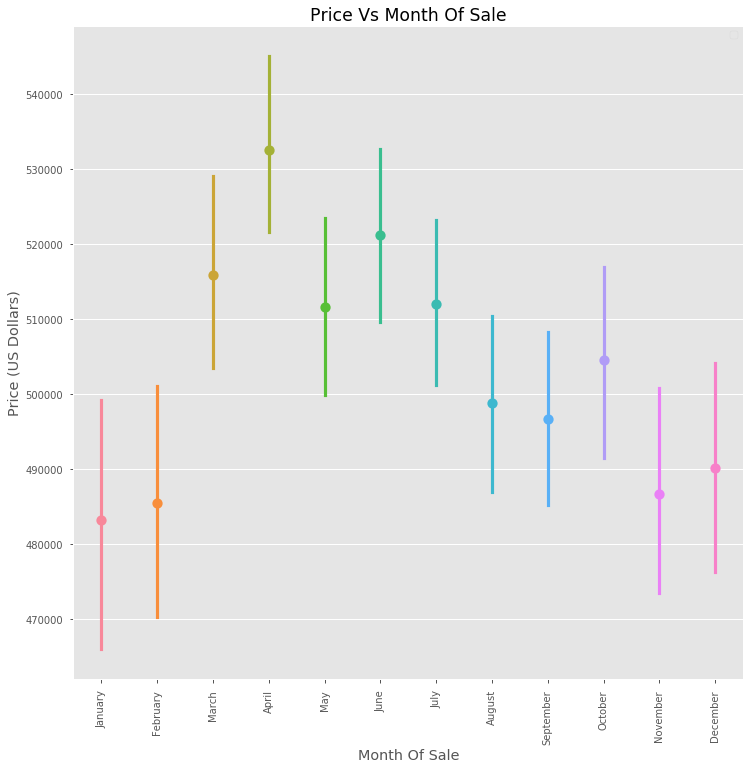 Price Vs Month Of Sale
Price (US Dollars)
540000
530000
520000
510000
500000
490000
480000
470000
January
February
March
April
May
June
July
August
September
October
November
December
Month Of Sale